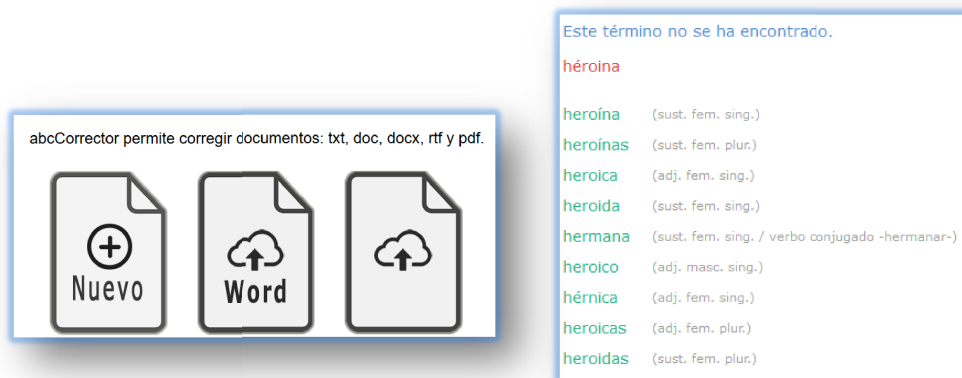 abcCorrector permite corregir documentos: txt, doc, docx, rtf y pdf.
Nuevo
Word
Este término no se ha encontrado.
héroina
heroína (sust. fem. sing.)
heroínas (sust. fem. plur.)
heroica (adj. fem. sing.)
heroida (sust. fem. sing.)
hermana (sust. fem. sing. / verbo conjugado -hermanar-)
heroico (adj. masc. sing.)
hérnica (adj. fem. sing.)
heroicas (adj. fem. plur.)
heroidas (sust. fem. plur.)